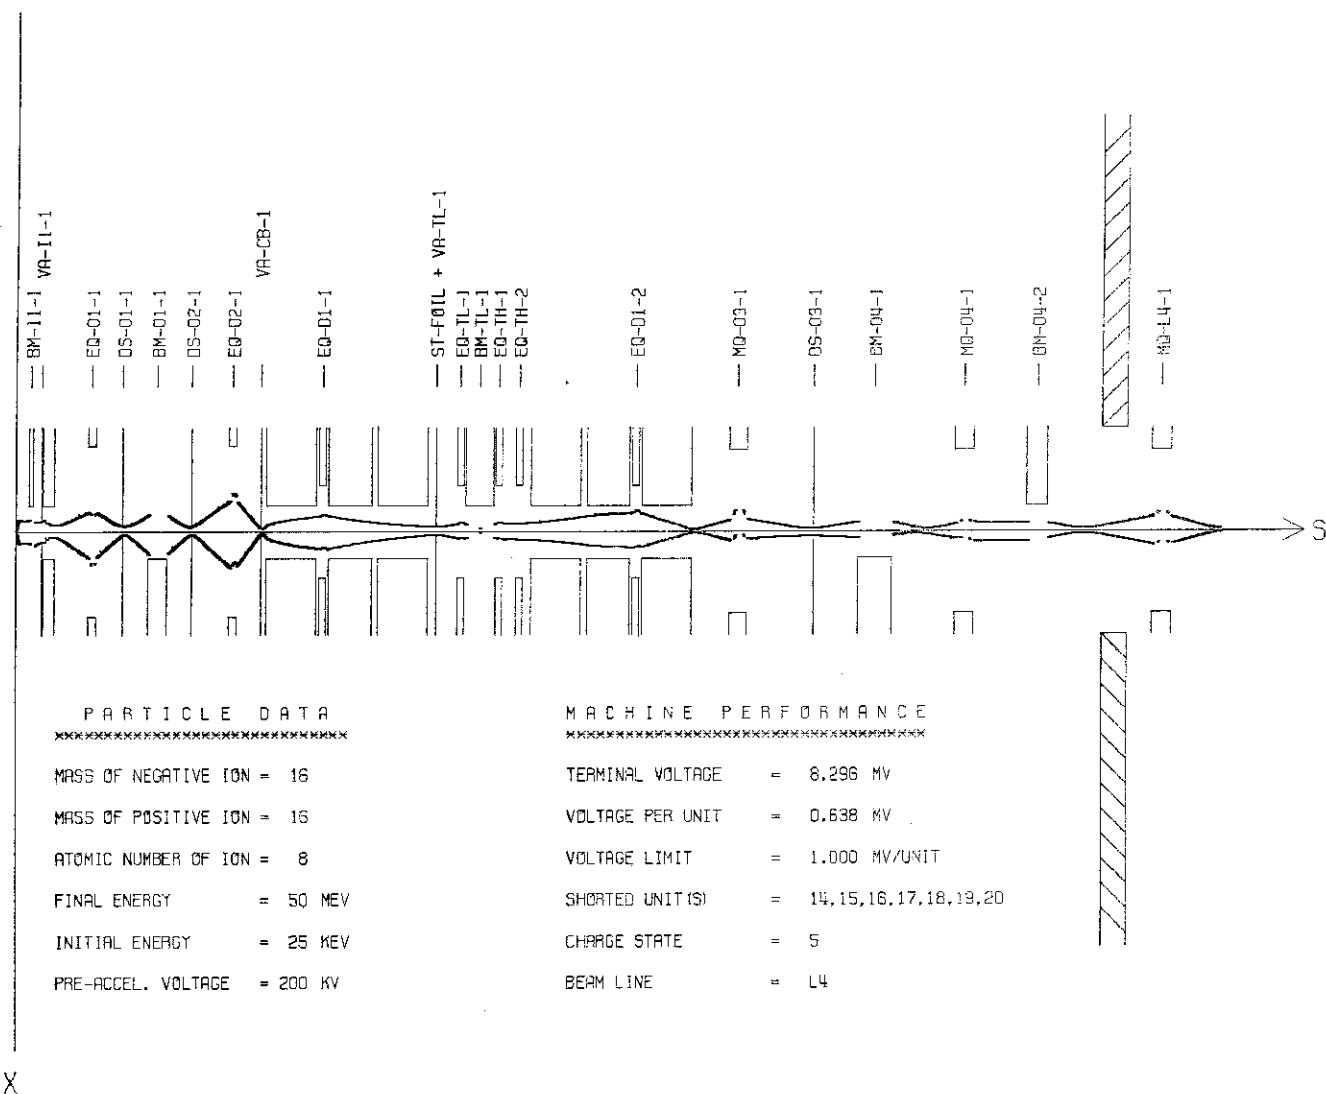 BM-I1-1
VA-I1-1
EQ-01-1
DS-01-1
BM-01-1
DS-02-1
EQ-02-1
VA-CB-1
EQ-D1-1
ST-FOIL + VA-TL-1
EQ-TL-1
BM-TL-1
EQ-TH-1
EQ-TH-2
EQ-D1-2
MQ-03-1
DS-03-1
BM-04-1
MQ-04-1
BM-04-2
MQ-L4-1
S
PARTICLE DATA
******************************
MASS OF NEGATIVE ION = 16
MASS OF POSITIVE ION = 16
ATOMIC NUMBER OF ION = 8
FINAL ENERGY = 50 MEV
INITIAL ENERGY = 25 KEV
PRE-ACCEL. VOLTAGE = 200 KV
MACHINE PERFORMANCE
*************************************
TERMINAL VOLTAGE = 8.296 MV
VOLTAGE PER UNIT = 0.638 MV
VOLTAGE LIMIT = 1.000 MV/UNIT
SHORTED UNIT(S) = 14,15,16,17,18,19,20
CHARGE STATE = 5
BEAM LINE = L4
X